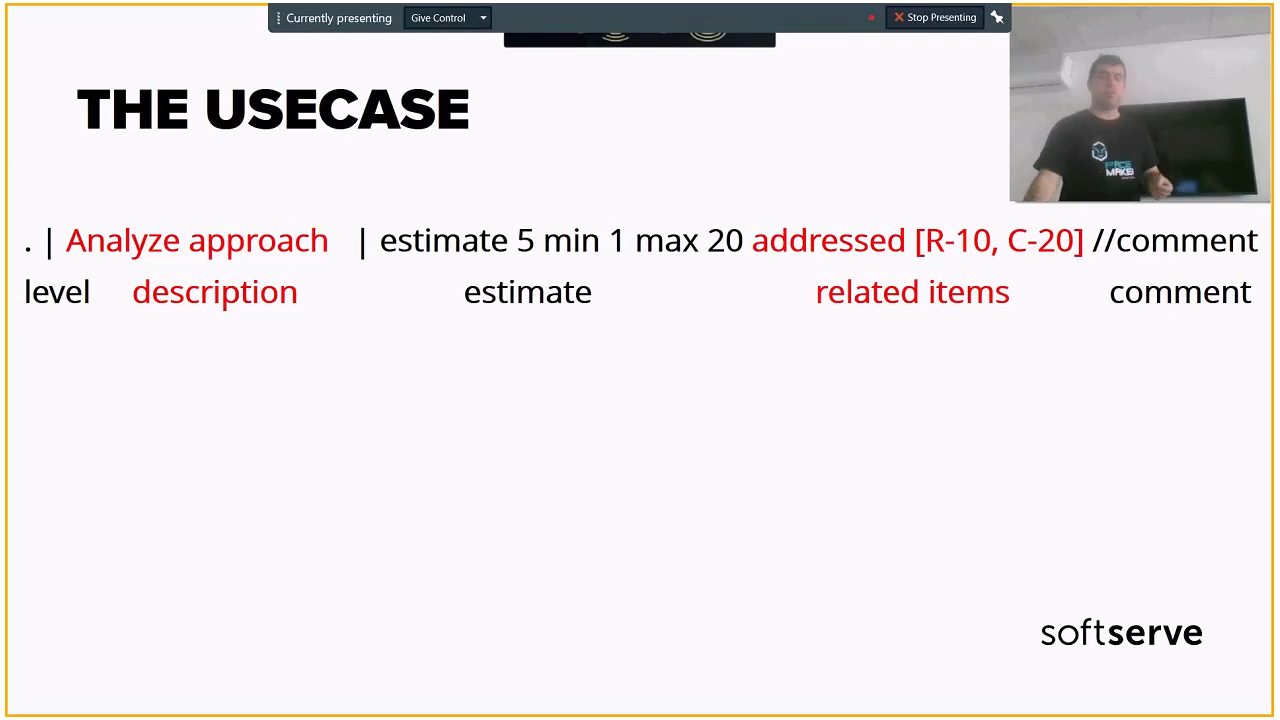 Currently presenting Give Control Stop Presenting
THE USECASE
. | Analyze approach | estimate 5 min 1 max 20 addressed [R-10, C-20] //comment
level description estimate related items comment
softserve